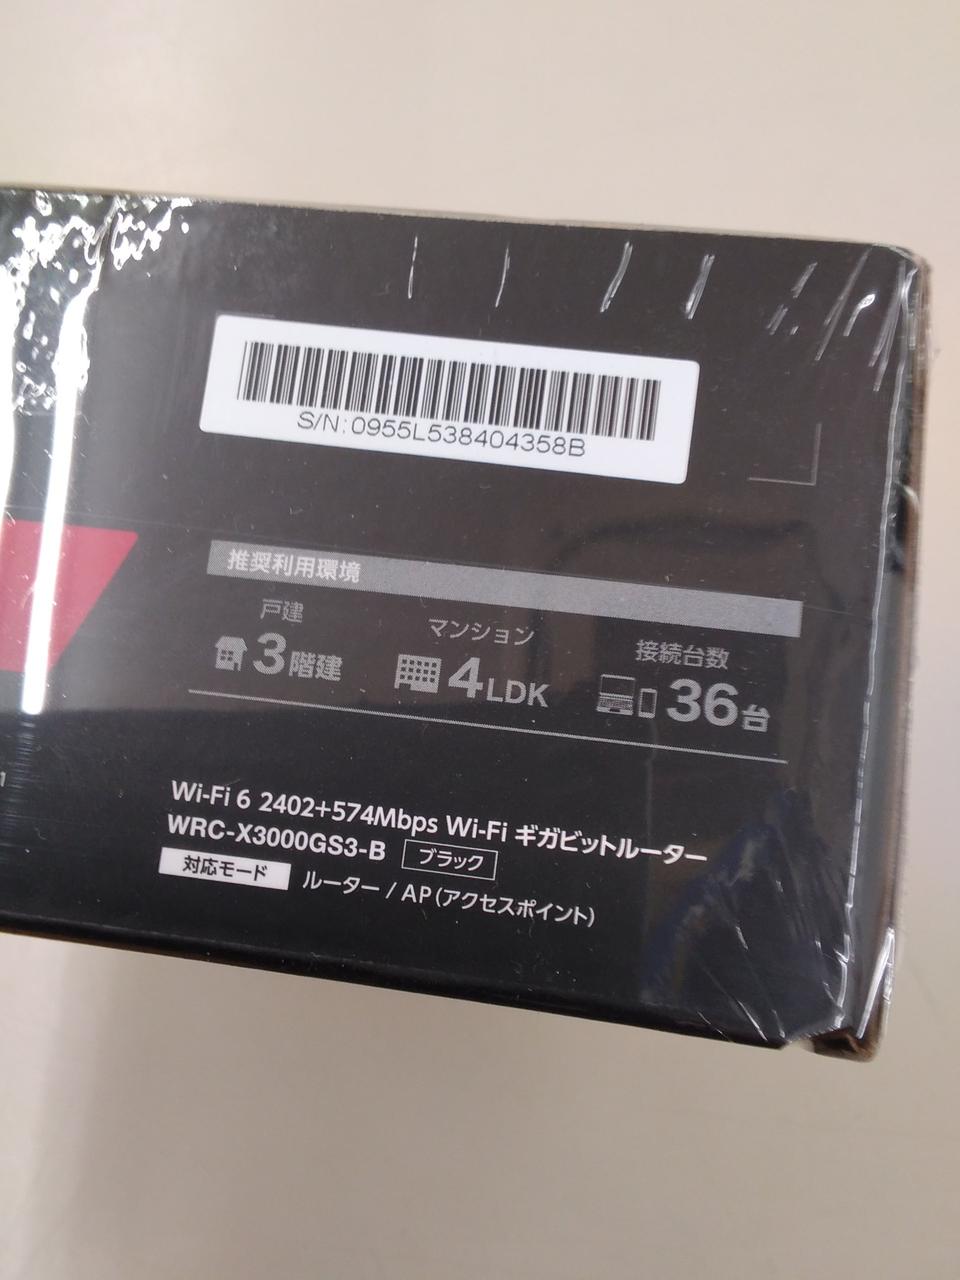 S/N:0955L538404358B
推奨利用環境
戸建
3階建
マンション
4LDK
接続台数
36台
Wi-Fi 6 2402+574Mbps Wi-Fi ギガビットルーター
WRC-X3000GS3-B ブラック
対応モード ルーター / AP(アクセスポイント)